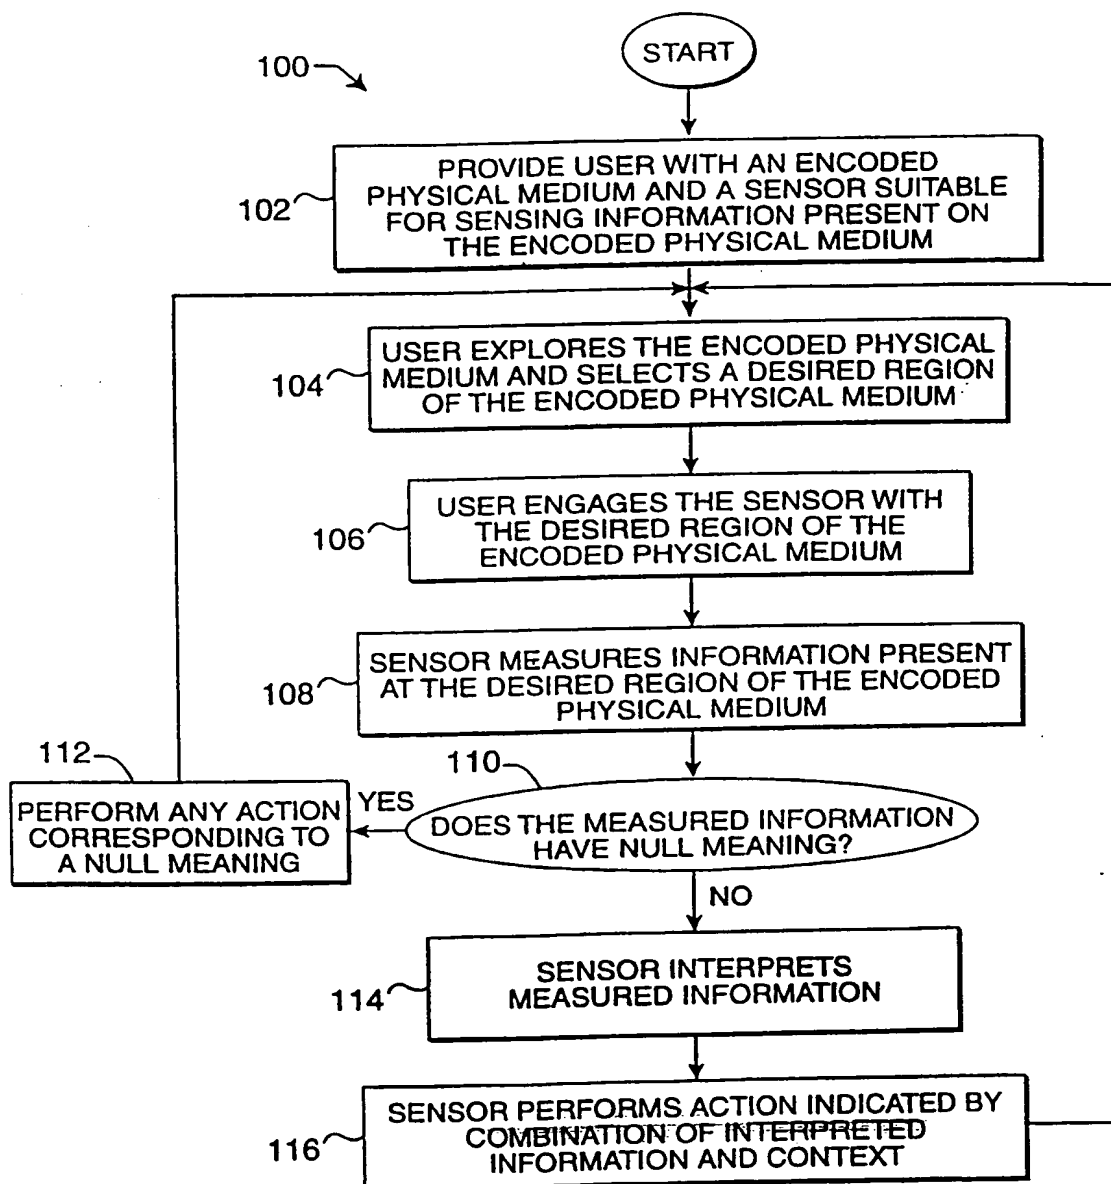 START
100
PROVIDE USER WITH AN ENCODED
PHYSICAL MEDIUM AND A SENSOR SUITABLE
FOR SENSING INFORMATION PRESENT ON
THE ENCODED PHYSICAL MEDIUM
102
USER EXPLORES THE ENCODED PHYSICAL
MEDIUM AND SELECTS A DESIRED REGION
OF THE ENCODED PHYSICAL MEDIUM
104
USER ENGAGES THE SENSOR WITH
THE DESIRED REGION OF THE
ENCODED PHYSICAL MEDIUM
106
SENSOR MEASURES INFORMATION PRESENT
AT THE DESIRED REGION OF THE ENCODED
PHYSICAL MEDIUM
108
110
DOES THE MEASURED INFORMATION
HAVE NULL MEANING?
YES
112
PERFORM ANY ACTION
CORRESPONDING TO
A NULL MEANING
NO
SENSOR INTERPRETS
MEASURED INFORMATION
114
SENSOR PERFORMS ACTION INDICATED BY
COMBINATION OF INTERPRETED
INFORMATION AND CONTEXT
116